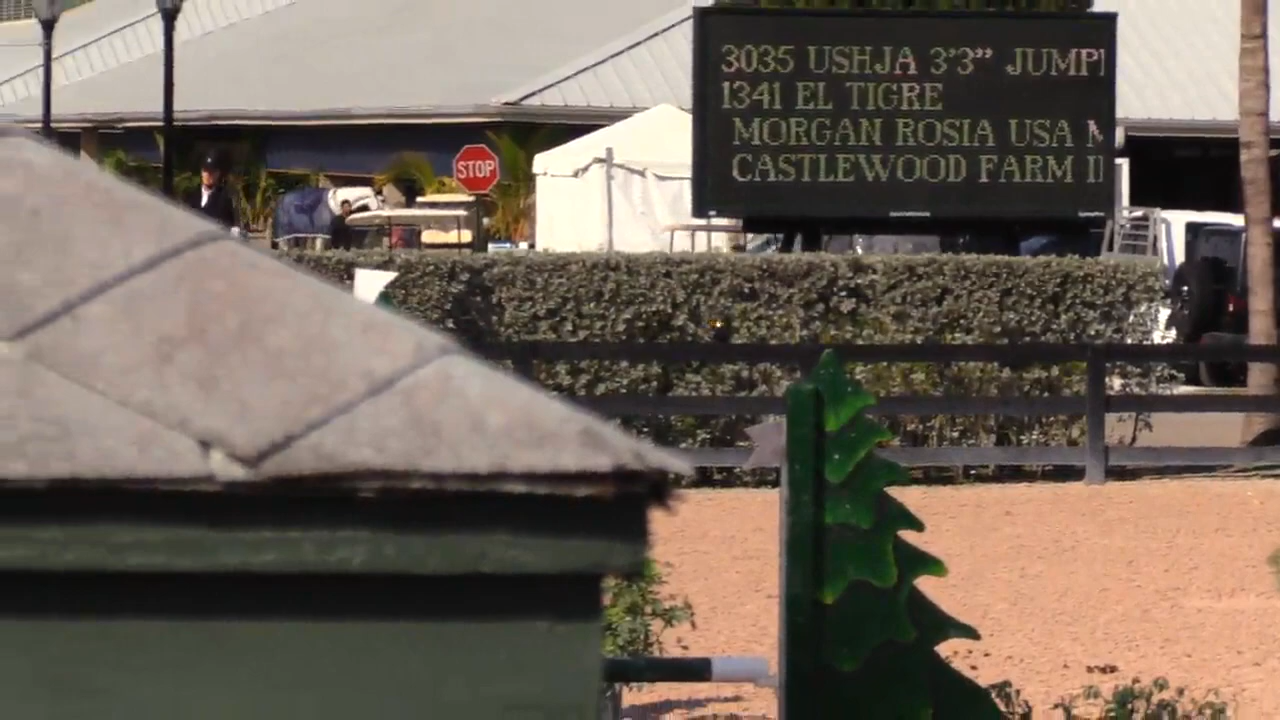 3035 USHJA 3'3" JUMP
1341 EL TIGRE
MORGAN ROSIA USA
CASTLEWOOD FARM
STOP